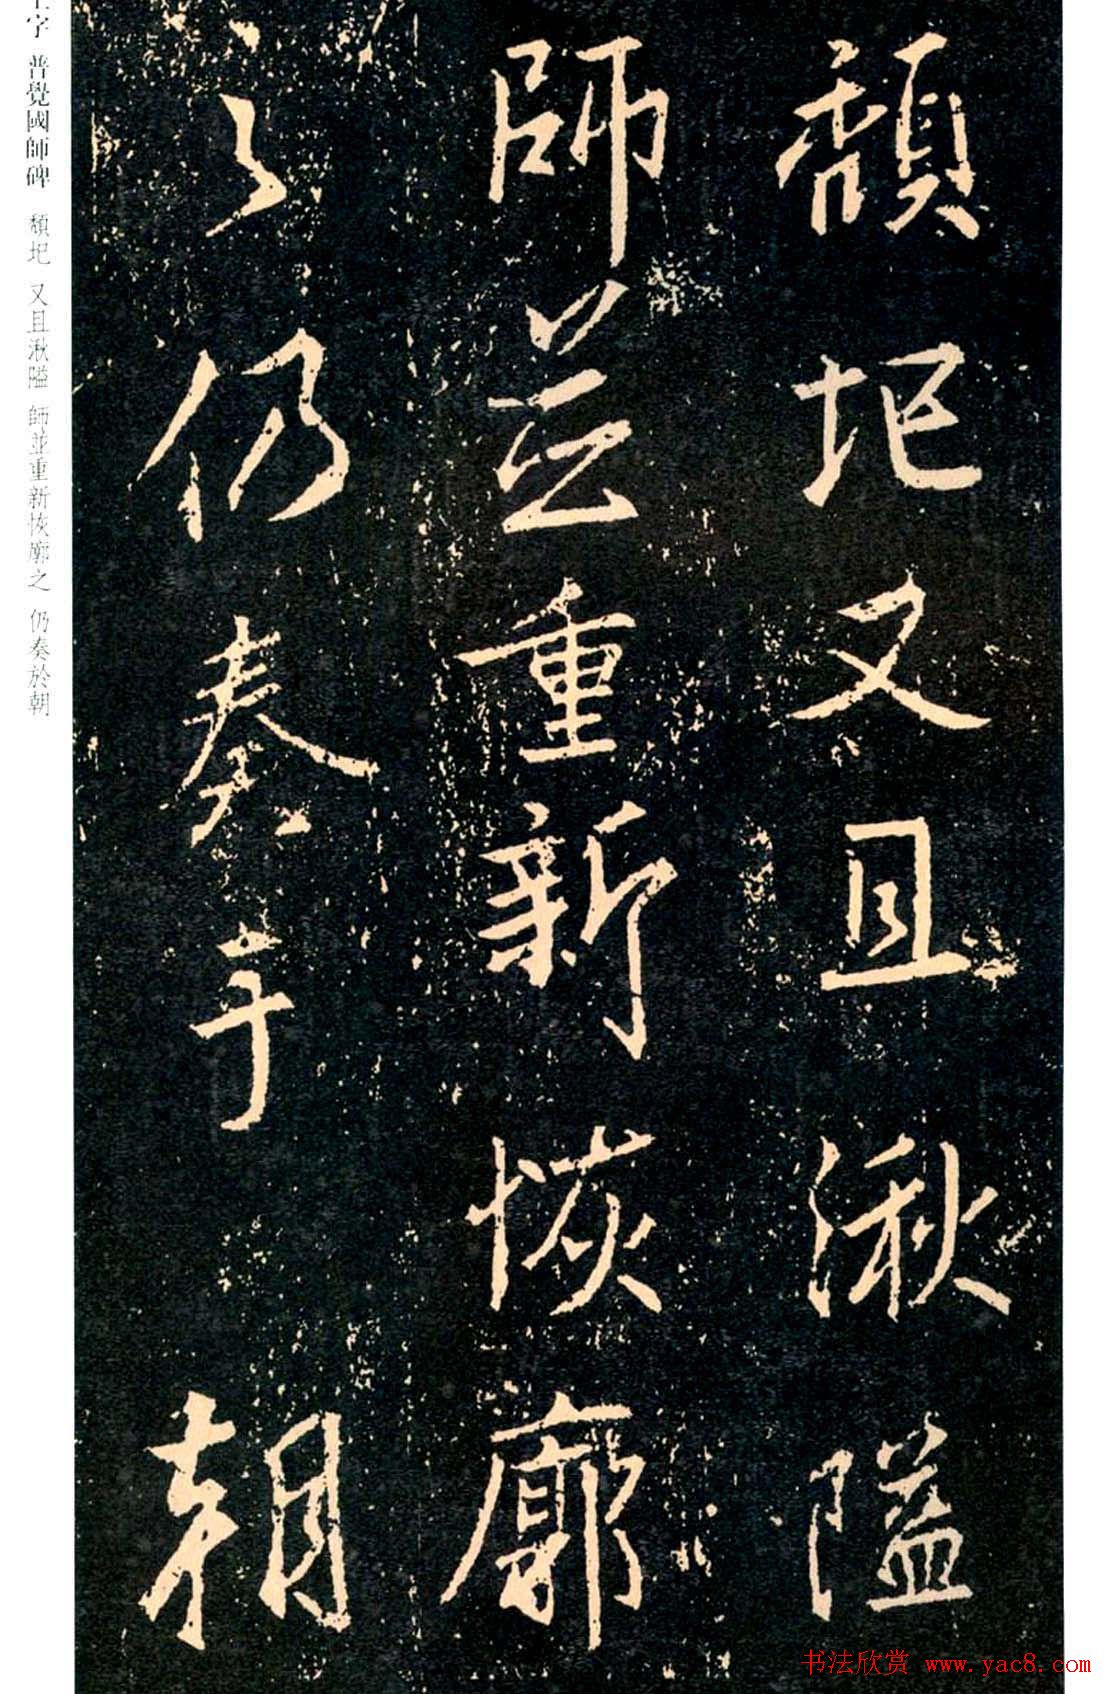 頹圮又且湫隘
師並重新恢廓
之仍奏于朝
字 普覺國師碑 頹圮 又且湫隘 師並重新恢廓之 仍奏於朝
书法欣赏 www.yac8.com